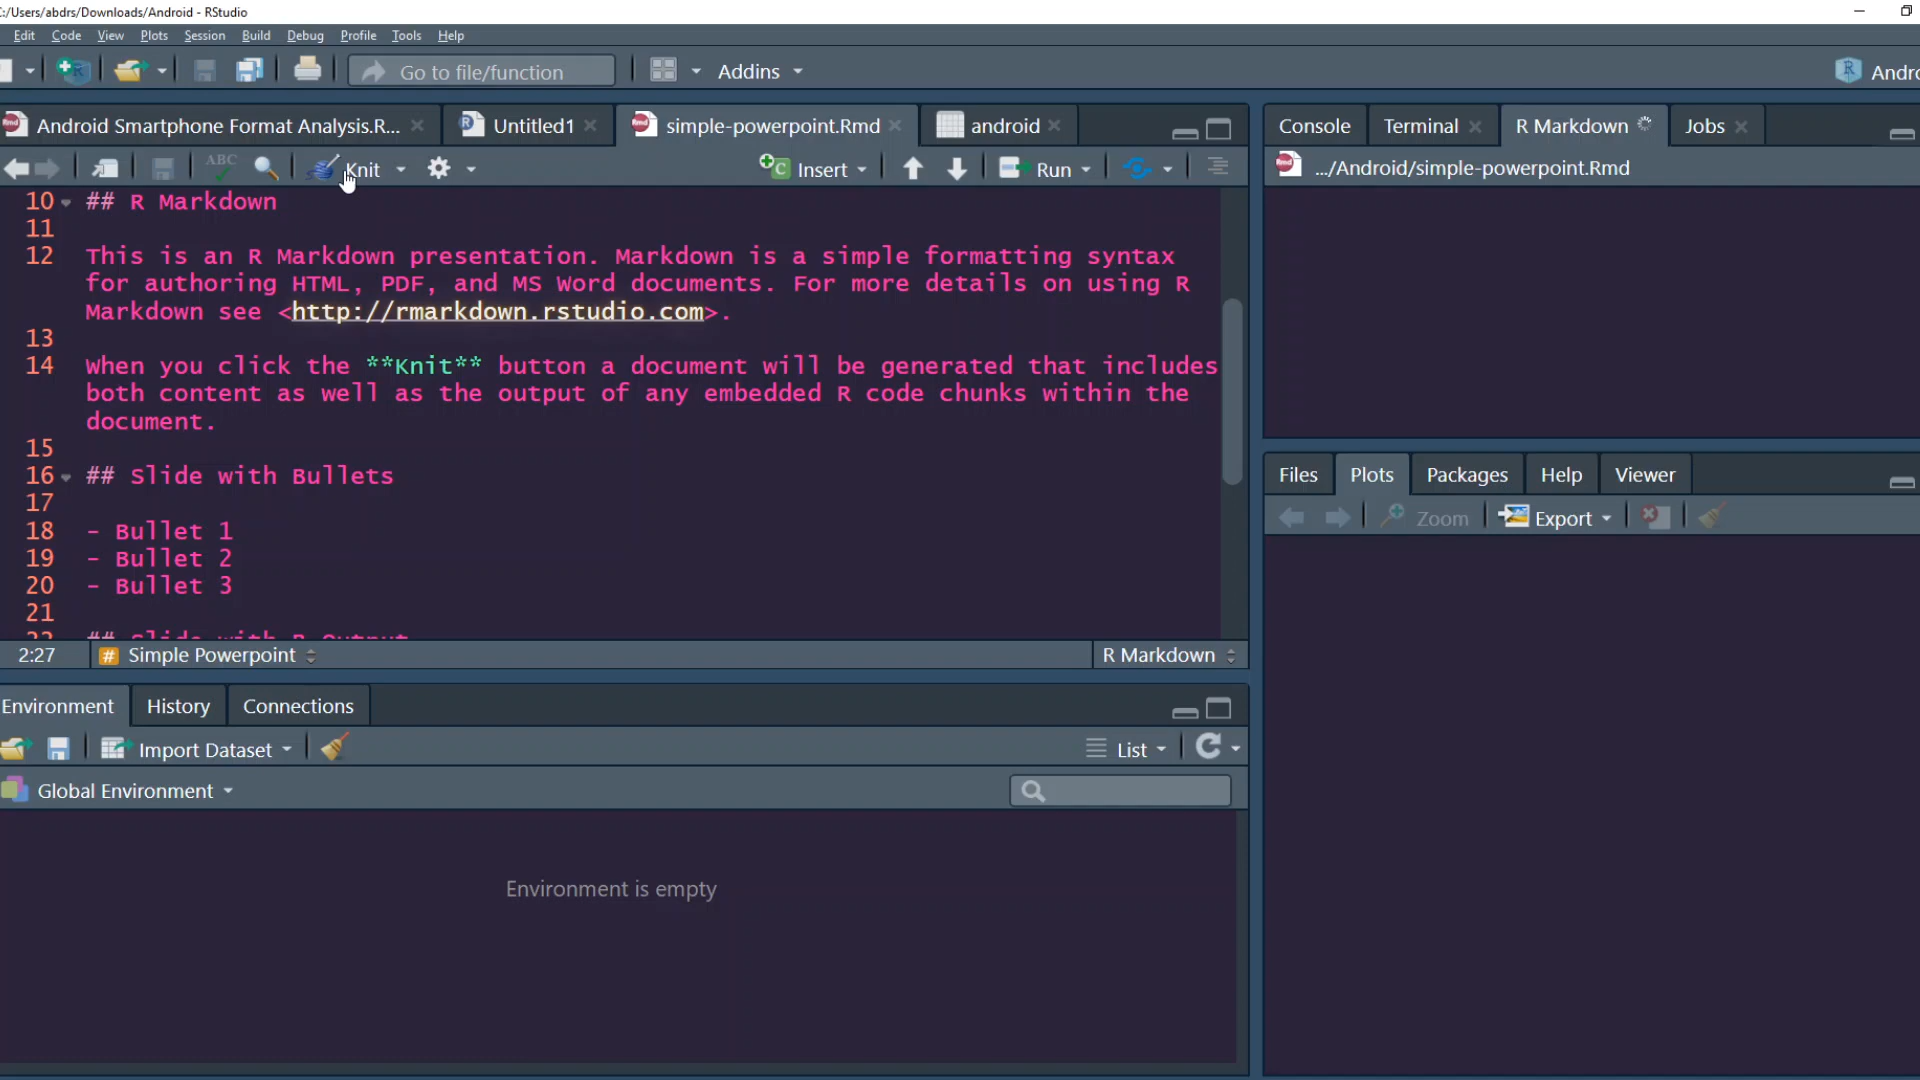 C:/Users/abdrs/Downloads/Android - RStudio
Edit Code View Plots Session Build Debug Profile Tools Help
Go to file/function Addins
Android Smartphone Format Analysis.R... Untitled1 simple-powerpoint.Rmd android
ABC Knit Insert Run
10 ## R Markdown
11
12 This is an R Markdown presentation. Markdown is a simple formatting syntax
for authoring HTML, PDF, and MS Word documents. For more details on using R
Markdown see <http://rmarkdown.rstudio.com>.
13
14 When you click the **Knit** button a document will be generated that includes
both content as well as the output of any embedded R code chunks within the
document.
15
16 ## Slide with Bullets
17
18 - Bullet 1
19 - Bullet 2
20 - Bullet 3
21
22 ## Slide with R Output
2:27 # Simple Powerpoint R Markdown
Environment History Connections
Import Dataset List
Global Environment
Environment is empty
Console Terminal R Markdown Jobs
.../Android/simple-powerpoint.Rmd
Files Plots Packages Help Viewer
Zoom Export